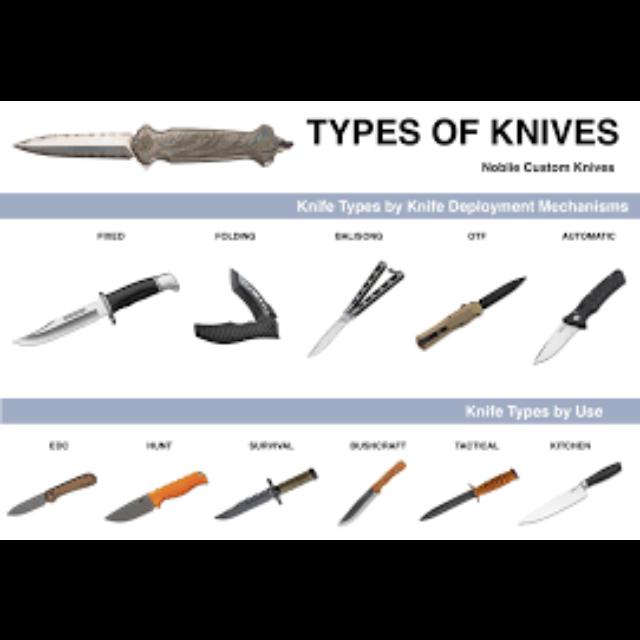 TYPES OF KNIVES
Noblie Custom Knives
Knife Types by Knife Deployment Mechanisms
FIXED FOLDING BALISONG OTF AUTOMATIC
Knife Types by Use
EDC HUNT SURVIVAL BUSHCRAFT TACTICAL KITCHEN